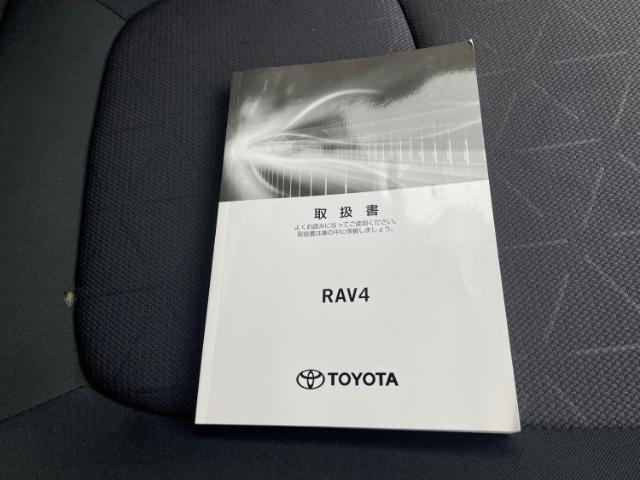 取扱書
よくお読みになってご使用ください。
取扱書は車の中に保管しましょう。
RAV4
TOYOTA